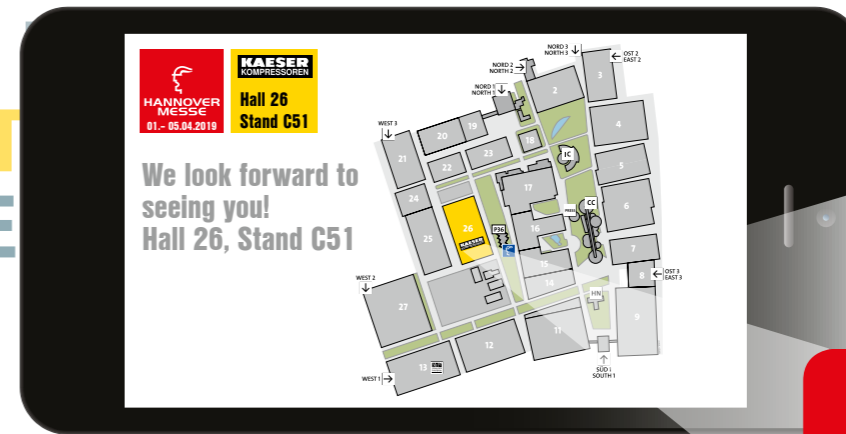 HANNOVER
MESSE
01.– 05.04.2019
KAESER
KOMPRESSOREN
Hall 26
Stand C51
We look forward to
seeing you!
Hall 26, Stand C51
NORD 3
NORTH 3
OST 2
EAST 2
NORD 2
NORTH 2
NORD 1
NORTH 1
WEST 3
3
2
4
20
19
18
21
22
23
IC
5
17
24
6
PRESS
CC
26
KAESER
P36
16
25
7
15
8
OST 3
EAST 3
WEST 2
14
HN
27
9
11
12
13
WEST 1
SÜD 1
SOUTH 1
T
E